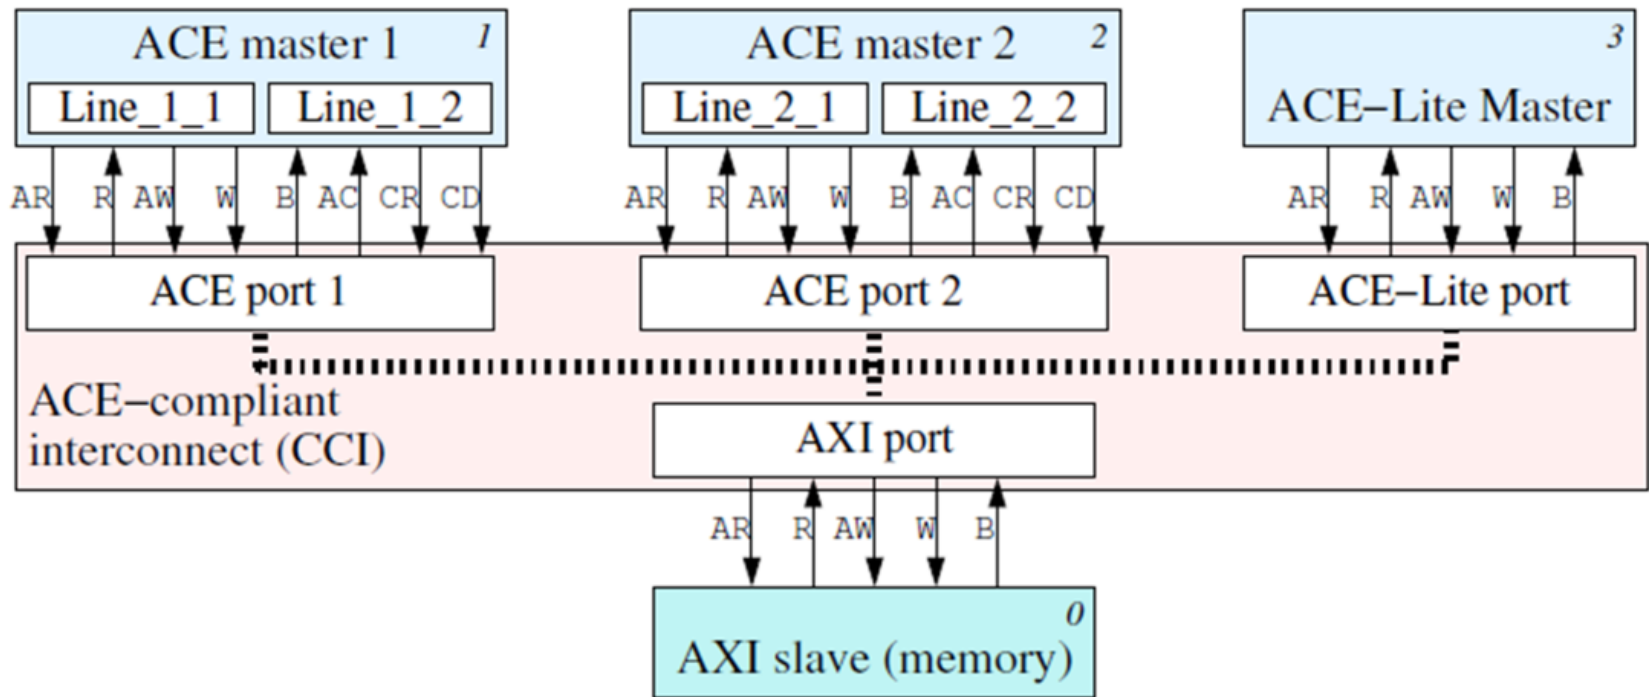 ACE master 1 1
Line_1_1 Line_1_2
ACE master 2 2
Line_2_1 Line_2_2
3
ACE–Lite Master
AR R AW W B AC CR CD
AR R AW W B AC CR CD
AR R AW W B
ACE port 1
ACE port 2
ACE–Lite port
ACE–compliant
interconnect (CCI)
AXI port
AR R AW W B
0
AXI slave (memory)